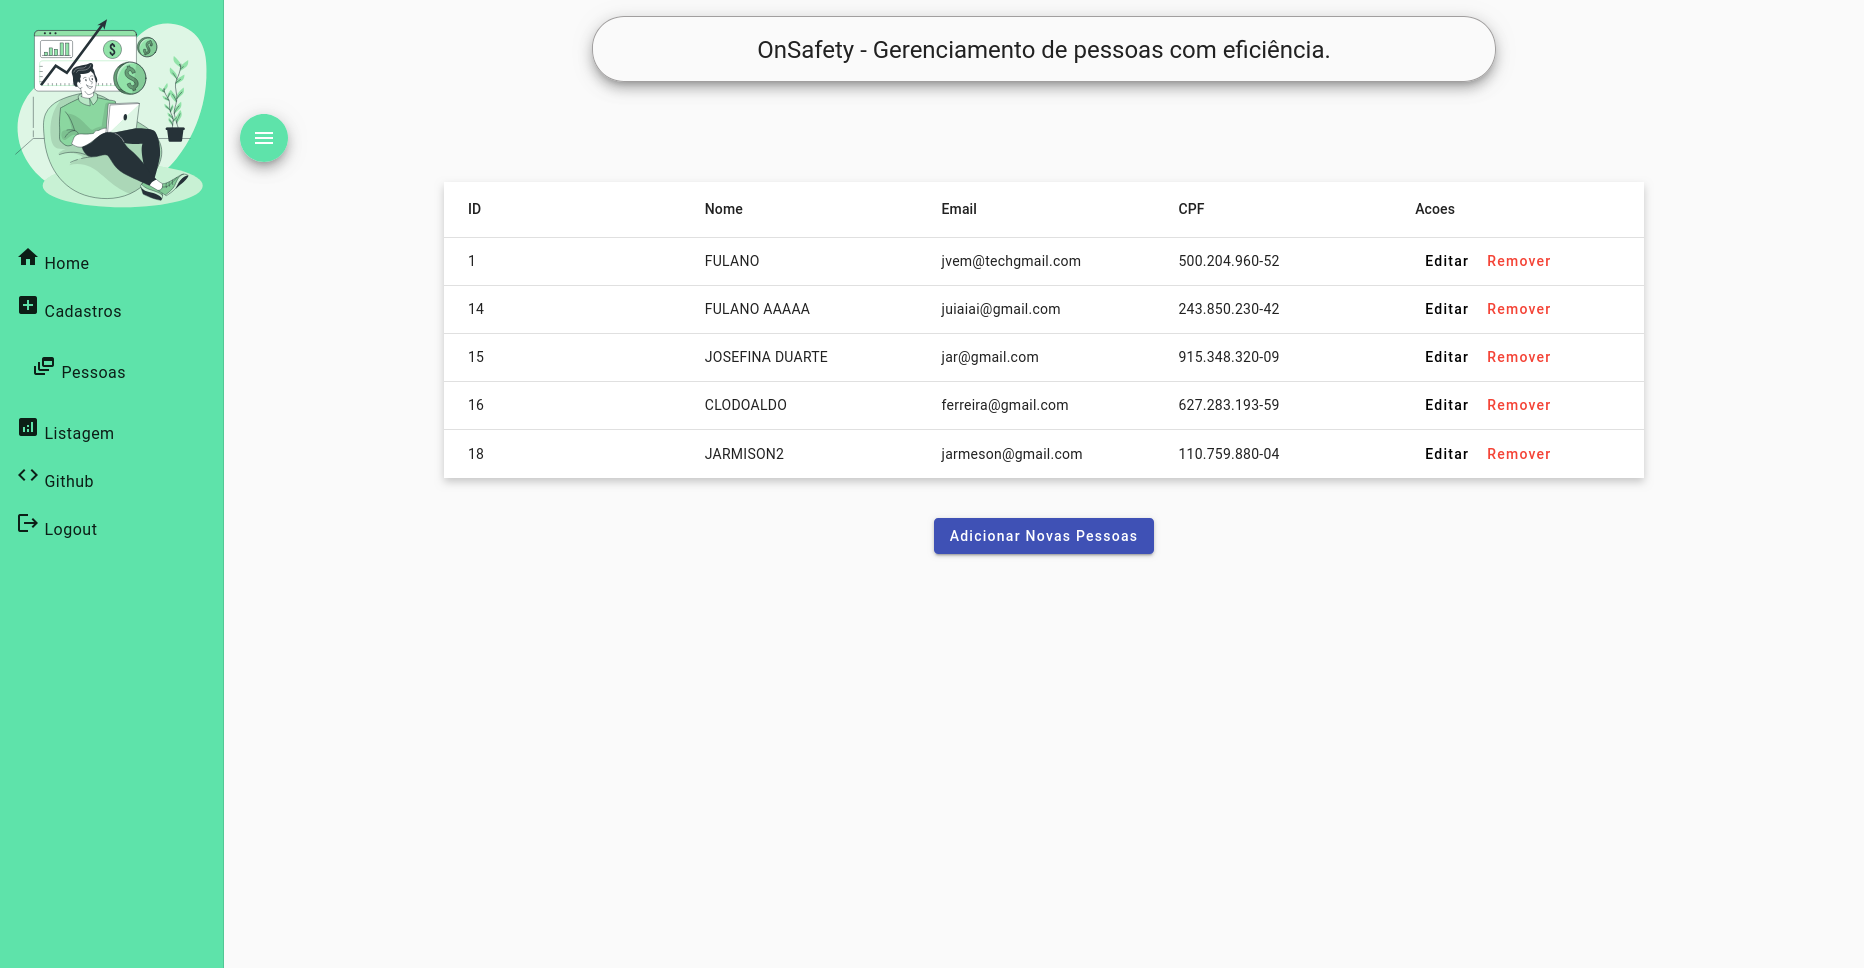 OnSafety - Gerenciamento de pessoas com eficiência.
Home
Cadastros
Pessoas
Listagem
Github
Logout
ID Nome Email CPF Acoes
1 FULANO jvem@techgmail.com 500.204.960-52 Editar Remover
14 FULANO AAAAA juiaiai@gmail.com 243.850.230-42 Editar Remover
15 JOSEFINA DUARTE jar@gmail.com 915.348.320-09 Editar Remover
16 CLODOALDO ferreira@gmail.com 627.283.193-59 Editar Remover
18 JARMISON2 jarmeson@gmail.com 110.759.880-04 Editar Remover
Adicionar Novas Pessoas